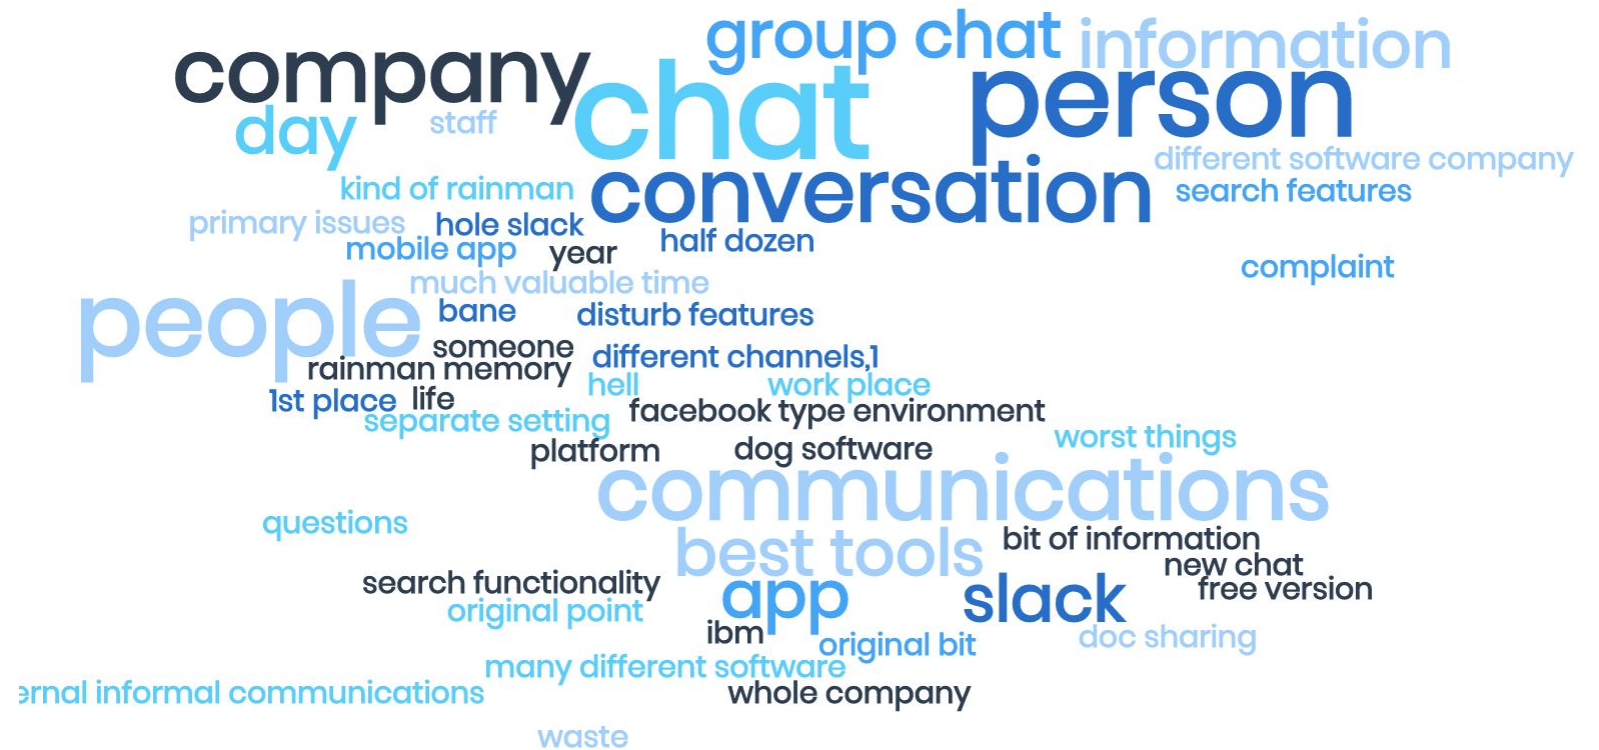 group chat
information
company
chat
person
day
staff
different software company
kind of rainman
conversation
search features
primary issues
hole slack
mobile app
year
half dozen
complaint
much valuable time
people
bane
disturb features
someone
different channels,1
rainman memory
hell
work place
1st place
life
facebook type environment
separate setting
platform
dog software
worst things
communications
questions
best tools
bit of information
new chat
search functionality
app
slack
free version
original point
ibm
original bit
doc sharing
many different software
ernal informal communications
whole company
waste